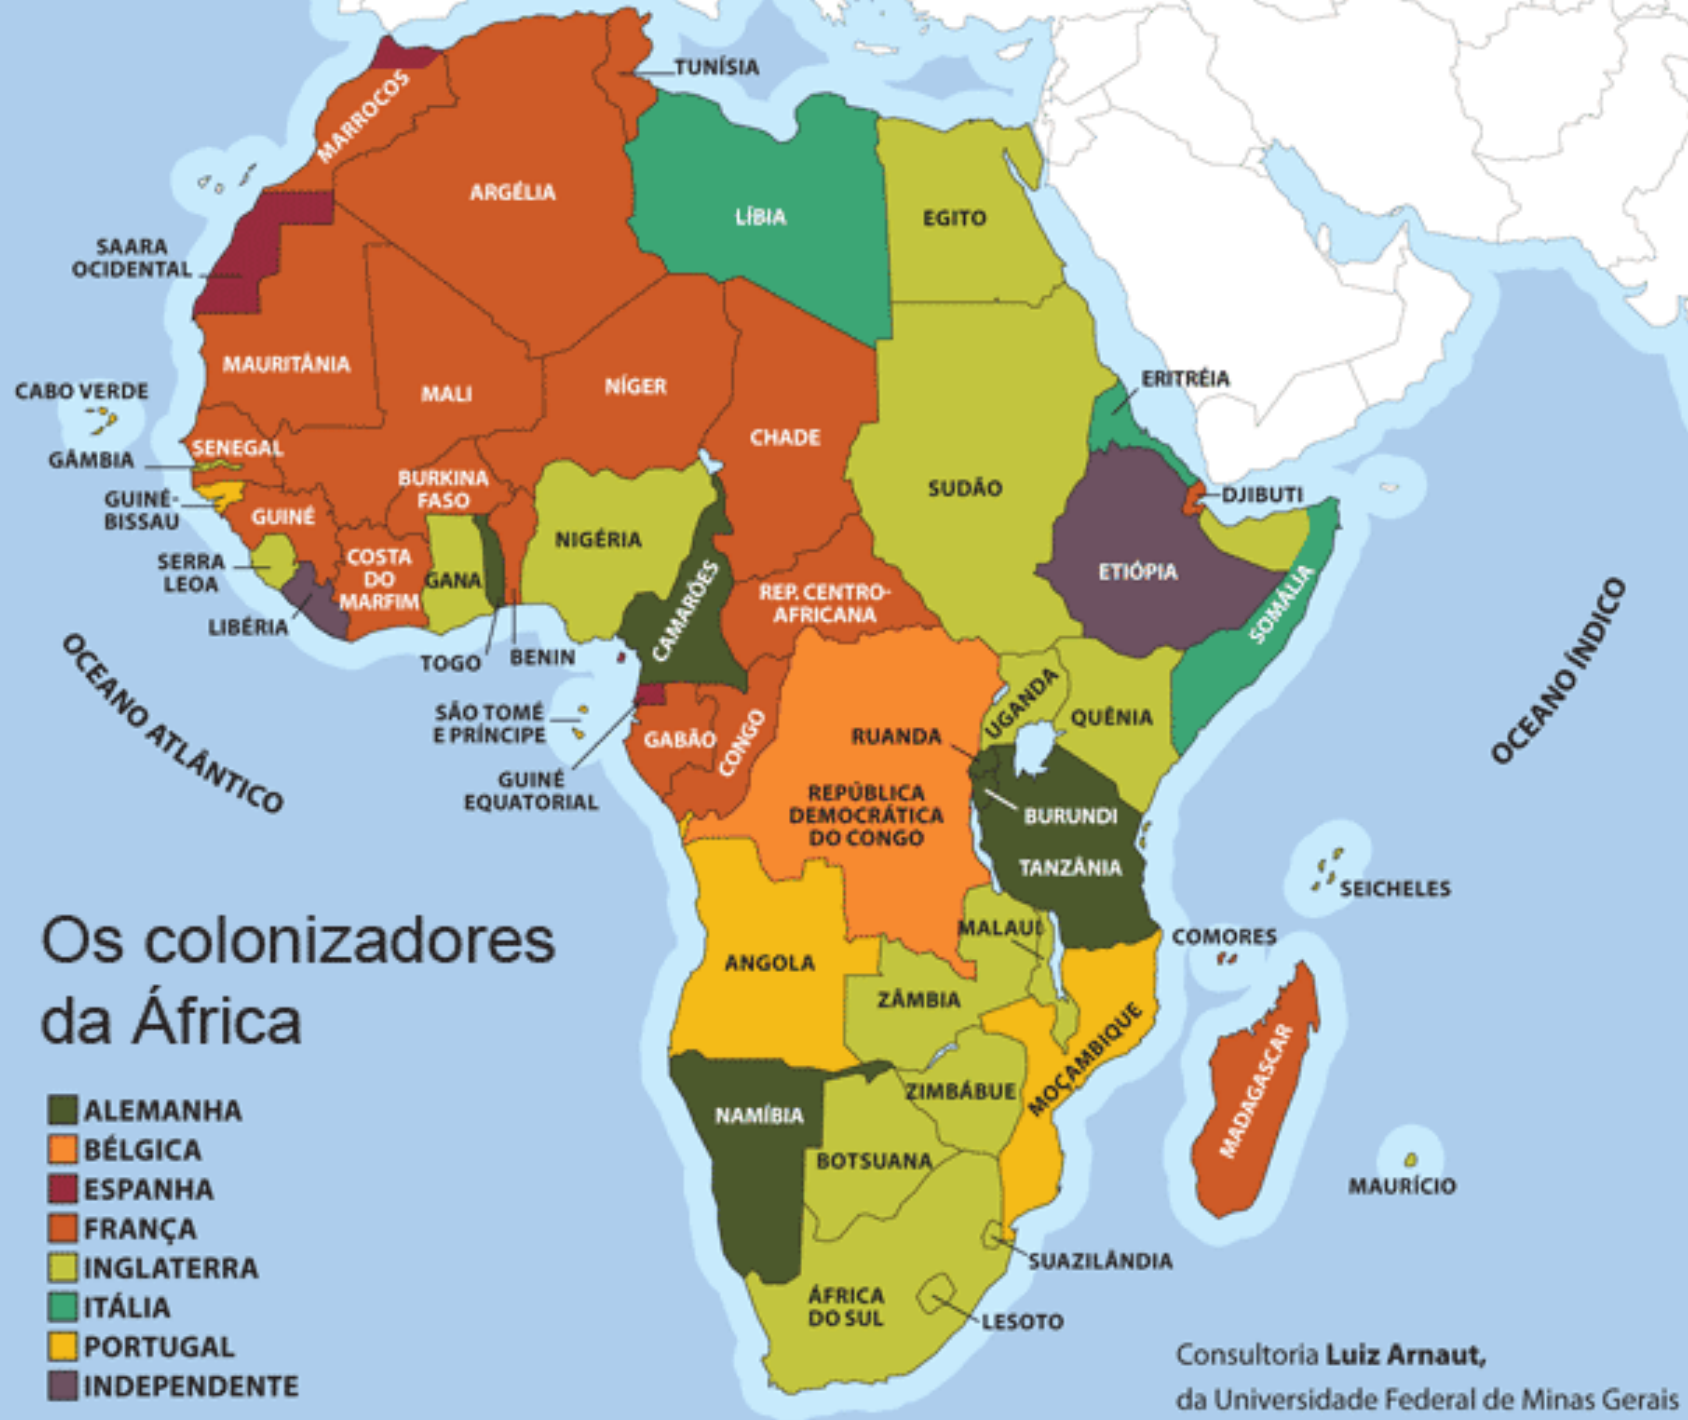 TUNÍSIA
MARROCOS
ARGÉLIA
LÍBIA
EGITO
SAARA
OCIDENTAL
MAURITÂNIA
MALI
NÍGER
CHADE
SUDÃO
ERITRÉIA
CABO VERDE
SENEGAL
GÂMBIA
GUINÉ-
BISSAU
GUINÉ
BURKINA
FASO
DJIBUTI
SERRA
LEOA
COSTA
DO
MARFIM
GANA
NIGÉRIA
CAMARÕES
REP. CENTRO-
AFRICANA
ETIÓPIA
SOMÁLIA
LIBÉRIA
TOGO
BENIN
OCEANO ATLÂNTICO
OCEANO ÍNDICO
SÃO TOMÉ
E PRÍNCIPE
GUINÉ
EQUATORIAL
GABÃO
CONGO
RUANDA
UGANDA
QUÊNIA
REPÚBLICA
DEMOCRÁTICA
DO CONGO
BURUNDI
TANZÂNIA
SEICHELES
ANGOLA
MALAUI
COMORES
ZÂMBIA
MOÇAMBIQUE
MADAGASCAR
NAMÍBIA
ZIMBÁBUE
BOTSUANA
MAURÍCIO
SUAZILÂNDIA
ÁFRICA
DO SUL
LESOTO
Os colonizadores
da África
ALEMANHA
BÉLGICA
ESPANHA
FRANÇA
INGLATERRA
ITÁLIA
PORTUGAL
INDEPENDENTE
Consultoria Luiz Arnaut,
da Universidade Federal de Minas Gerais